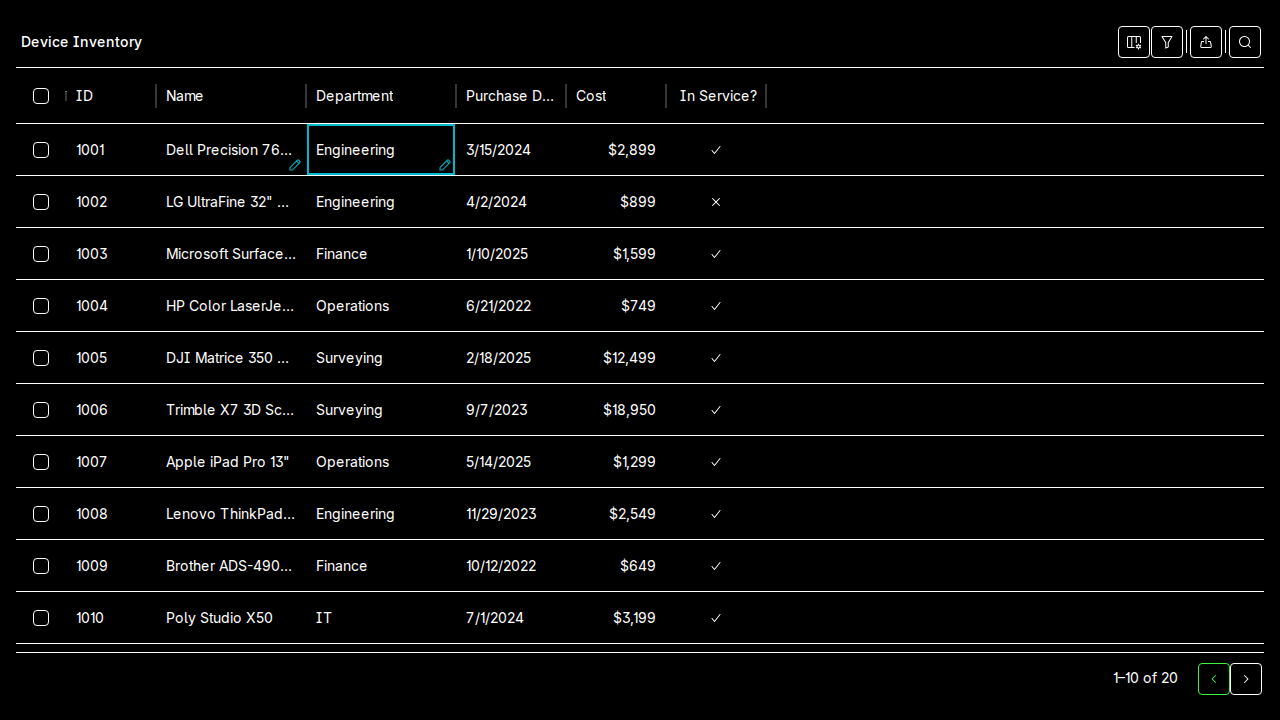 Device Inventory
ID Name Department Purchase D... Cost In Service?
1001 Dell Precision 76... Engineering 3/15/2024 $2,899
1002 LG UltraFine 32" ... Engineering 4/2/2024 $899
1003 Microsoft Surface... Finance 1/10/2025 $1,599
1004 HP Color LaserJe... Operations 6/21/2022 $749
1005 DJI Matrice 350 ... Surveying 2/18/2025 $12,499
1006 Trimble X7 3D Sc... Surveying 9/7/2023 $18,950
1007 Apple iPad Pro 13" Operations 5/14/2025 $1,299
1008 Lenovo ThinkPad... Engineering 11/29/2023 $2,549
1009 Brother ADS-490... Finance 10/12/2022 $649
1010 Poly Studio X50 IT 7/1/2024 $3,199
1–10 of 20